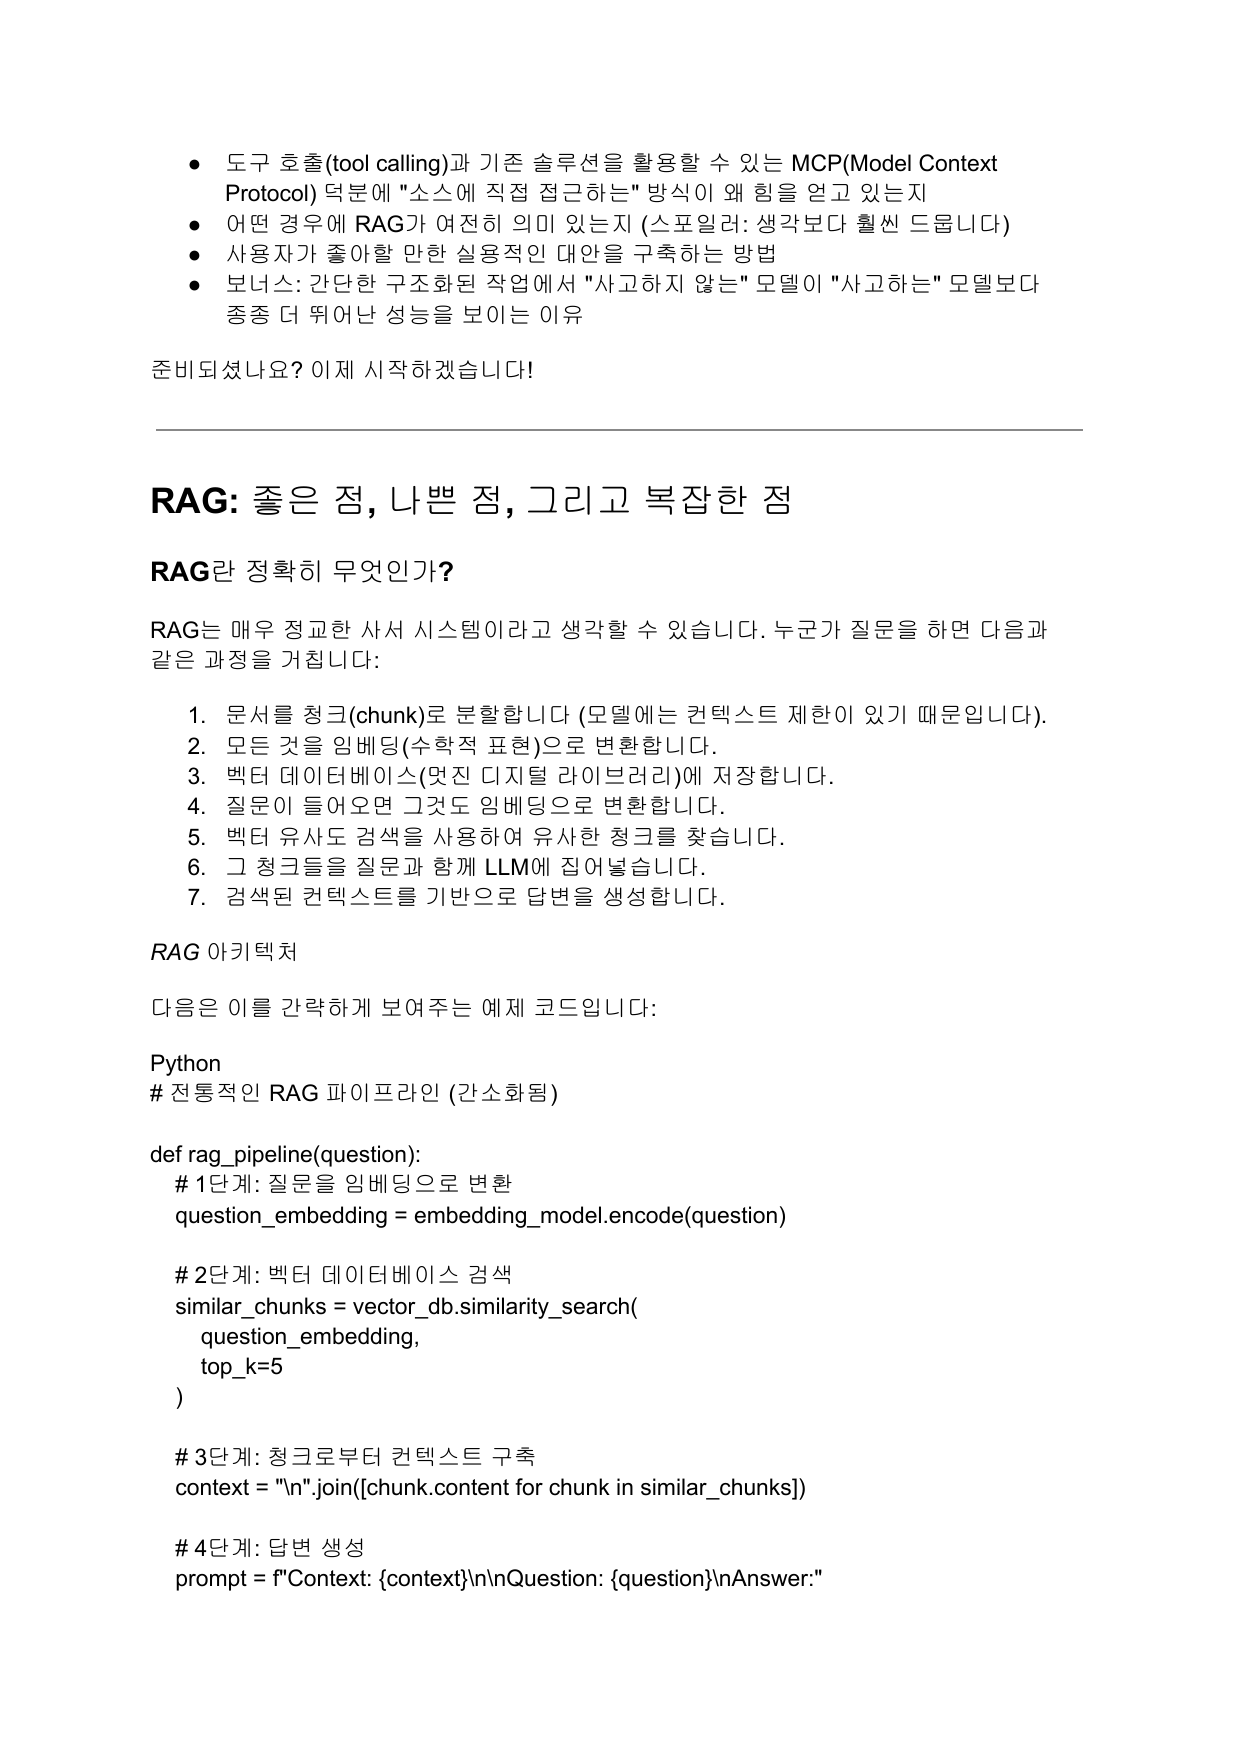 ● 도구 호출(tool calling)과 기존 솔루션을 활용할 수 있는 MCP(Model Context
Protocol) 덕분에 "소스에 직접 접근하는" 방식이 왜 힘을 얻고 있는지
● 어떤 경우에 RAG가 여전히 의미 있는지 (스포일러: 생각보다 훨씬 드뭅니다)
● 사용자가 좋아할 만한 실용적인 대안을 구축하는 방법
● 보너스: 간단한 구조화된 작업에서 "사고하지 않는" 모델이 "사고하는" 모델보다
종종 더 뛰어난 성능을 보이는 이유
준비되셨나요? 이제 시작하겠습니다!
RAG: 좋은 점, 나쁜 점, 그리고 복잡한 점
RAG란 정확히 무엇인가?
RAG는 매우 정교한 사서 시스템이라고 생각할 수 있습니다. 누군가 질문을 하면 다음과
같은 과정을 거칩니다:
1. 문서를 청크(chunk)로 분할합니다 (모델에는 컨텍스트 제한이 있기 때문입니다).
2. 모든 것을 임베딩(수학적 표현)으로 변환합니다.
3. 벡터 데이터베이스(멋진 디지털 라이브러리)에 저장합니다.
4. 질문이 들어오면 그것도 임베딩으로 변환합니다.
5. 벡터 유사도 검색을 사용하여 유사한 청크를 찾습니다.
6. 그 청크들을 질문과 함께 LLM에 집어넣습니다.
7. 검색된 컨텍스트를 기반으로 답변을 생성합니다.
RAG 아키텍처
다음은 이를 간략하게 보여주는 예제 코드입니다:
Python
# 전통적인 RAG 파이프라인 (간소화됨)
def rag_pipeline(question):
# 1단계: 질문을 임베딩으로 변환
question_embedding = embedding_model.encode(question)
# 2단계: 벡터 데이터베이스 검색
similar_chunks = vector_db.similarity_search(
question_embedding,
top_k=5
)
# 3단계: 청크로부터 컨텍스트 구축
context = "\n".join([chunk.content for chunk in similar_chunks])
# 4단계: 답변 생성
prompt = f"Context: {context}\n\nQuestion: {question}\nAnswer:"